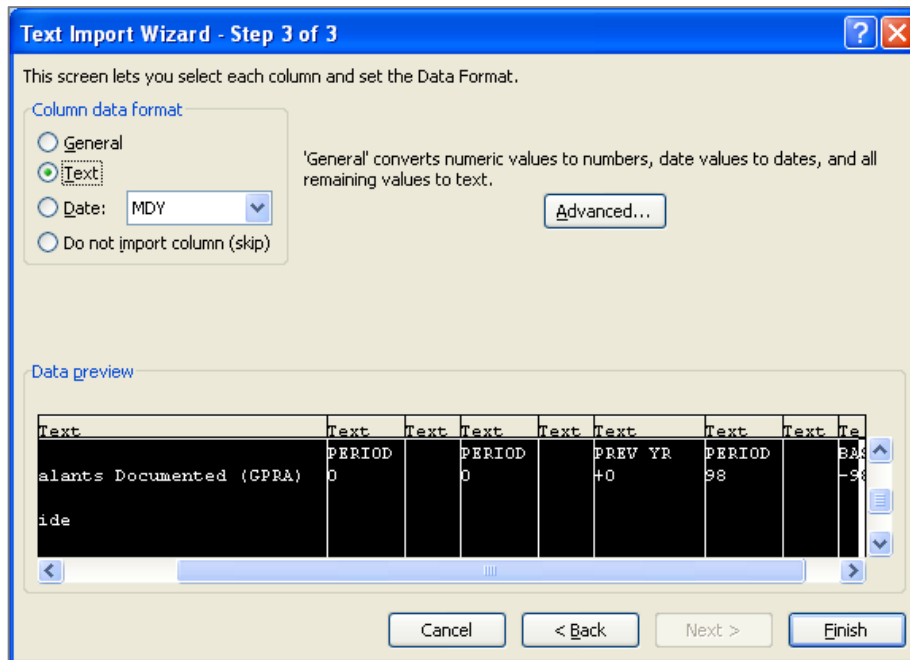 Text Import Wizard - Step 3 of 3
This screen lets you select each column and set the Data Format.
Column data format
General
Text
Date: MDY
Do not import column (skip)
'General' converts numeric values to numbers, date values to dates, and all
remaining values to text.
Advanced...
Data preview
Text Text Text Text Text Text Text Text Te
PERIOD PERIOD PREV YR PERIOD BAS
alants Documented (GPRA) 0 0 +0 98 -98
ide
Cancel < Back Next > Finish